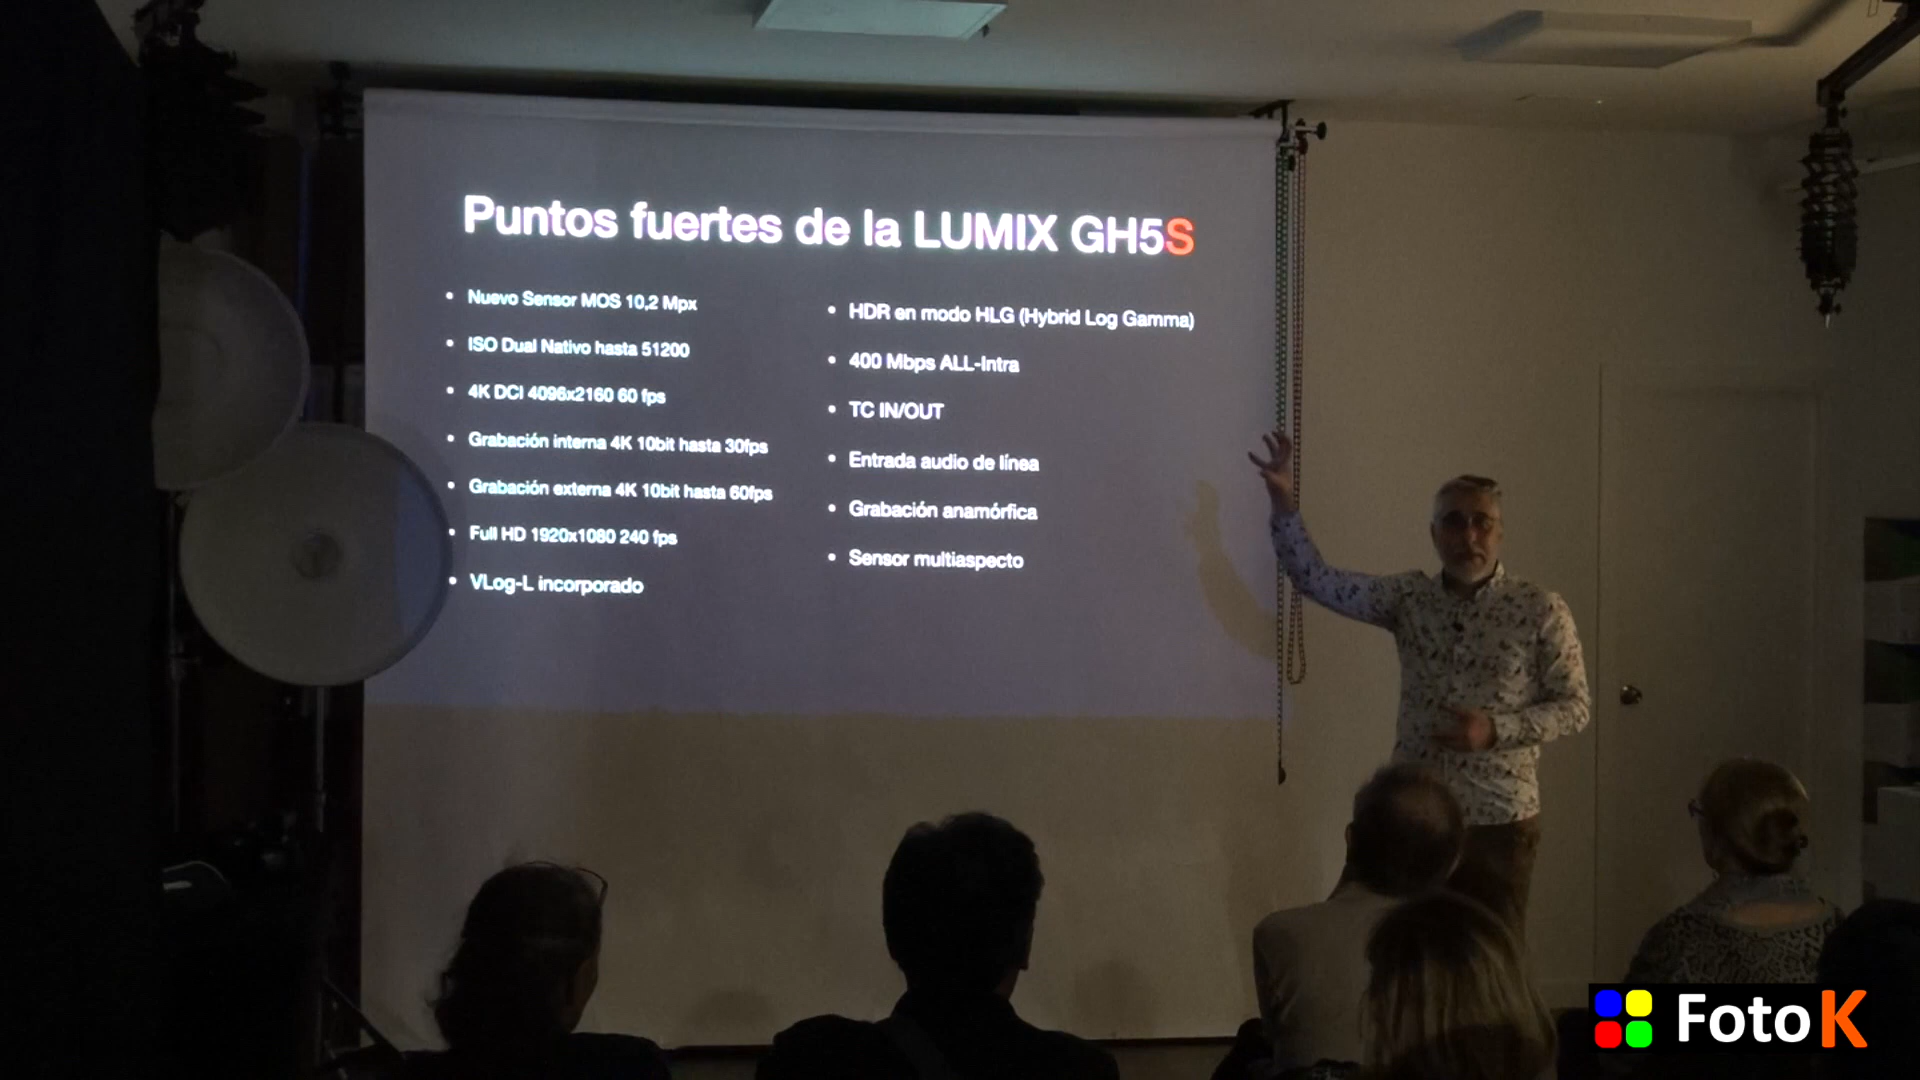 Puntos fuertes de la LUMIX GH5S
• Nuevo Sensor MOS 10,2 Mpx
• ISO Dual Nativo hasta 51200
• 4K DCI 4096x2160 60 fps
• Grabación interna 4K 10bit hasta 30fps
• Grabación externa 4K 10bit hasta 60fps
• Full HD 1920x1080 240 fps
• VLog-L incorporado
• HDR en modo HLG (Hybrid Log Gamma)
• 400 Mbps ALL-Intra
• TC IN/OUT
• Entrada audio de línea
• Grabación anamórfica
• Sensor multiaspecto
FotoK